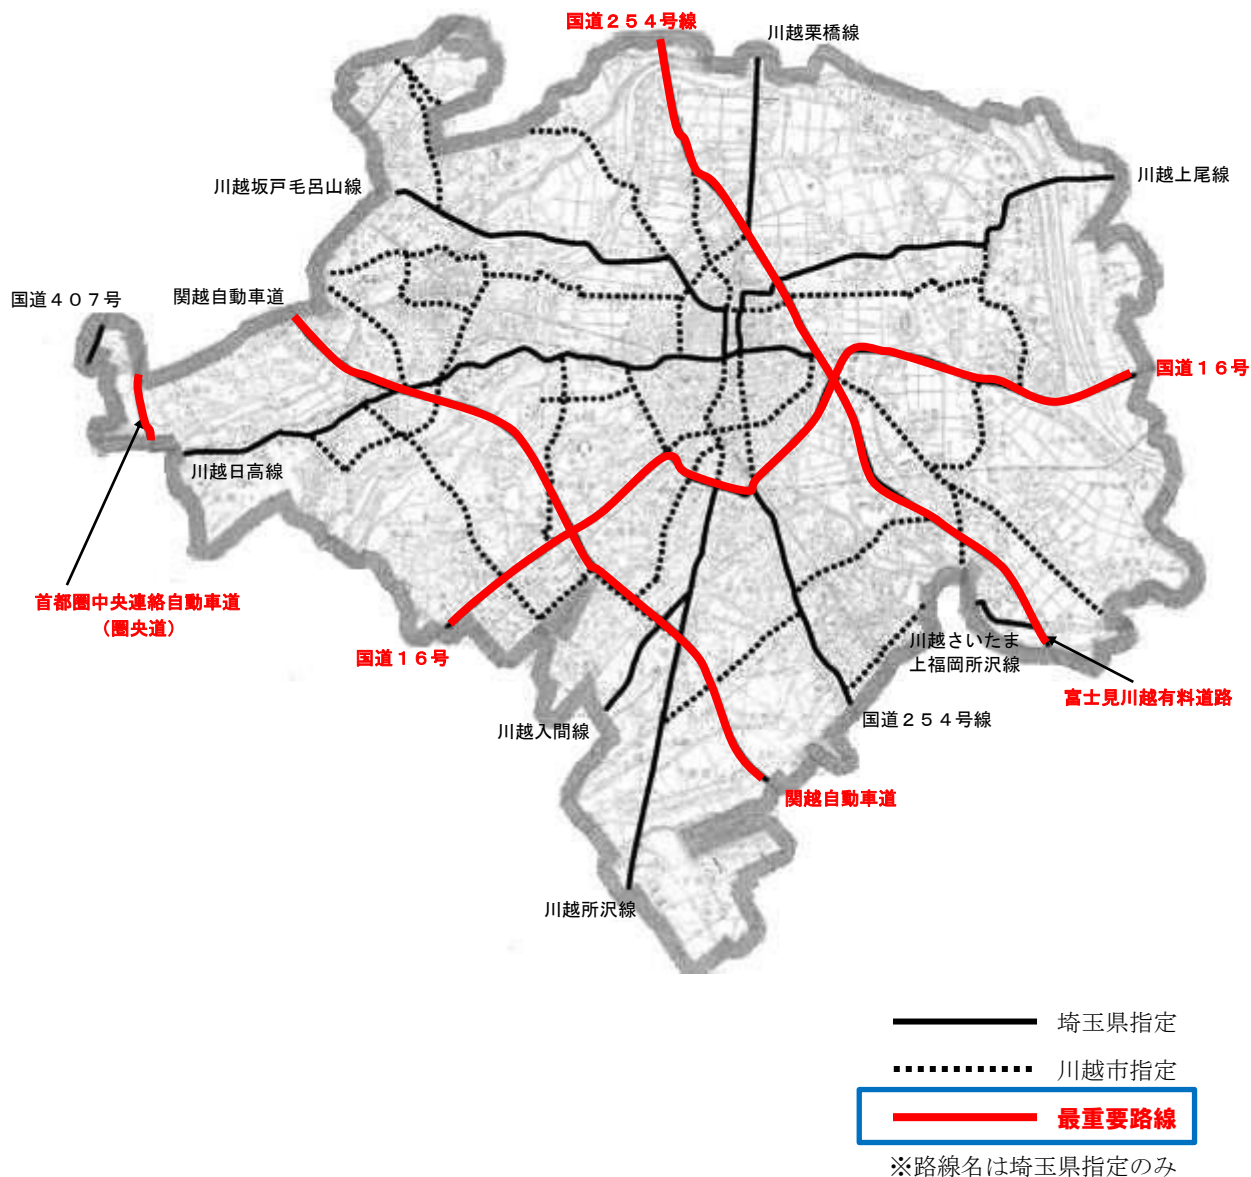 国道２５４号線
川越栗橋線
川越坂戸毛呂山線
川越上尾線
国道４０７号
関越自動車道
国道１６号
川越日高線
首都圏中央連絡自動車道
（圏央道）
国道１６号
川越さいたま
上福岡所沢線
富士見川越有料道路
川越入間線
国道２５４号線
関越自動車道
川越所沢線
埼玉県指定
川越市指定
最重要路線
※路線名は埼玉県指定のみ